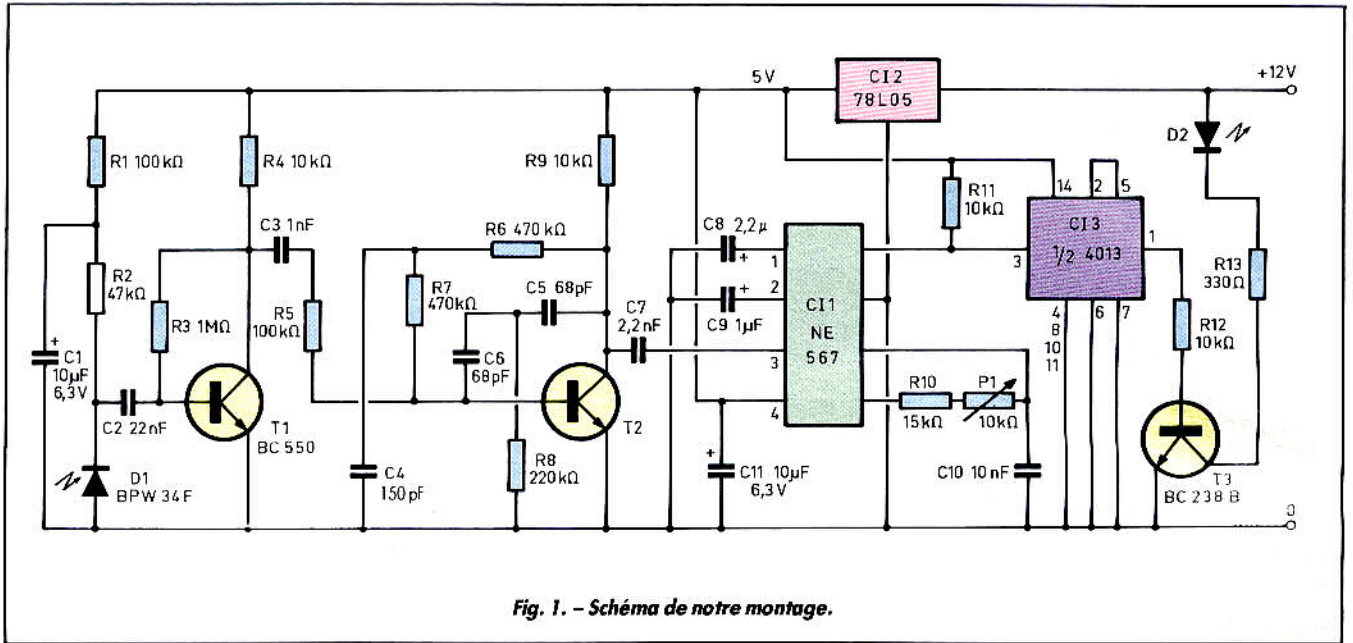 5V
CI2
78L05
+12V
D2
R1 100kΩ
R4 10kΩ
R9 10kΩ
R11
10kΩ
14
2
5
CI3
½ 4013
3
1
C3 1nF
R6 470 kΩ
C8 2,2µ
+
1
R13
330Ω
R2
47kΩ
R7
470kΩ
C5 68pF
C7
2,2nF
2
C9 1µF
+
CI1
NE
567
4
8
10
11
6
7
R3 1MΩ
R5
100kΩ
R12
10kΩ
+
C1
10µF
6,3V
C6
68pF
3
R10
15kΩ
P1
10kΩ
C2 22nF
T1
BC 550
T2
4
D1
BPW 34F
C4
150pF
R8
220kΩ
+
C11 10µF
6,3V
C10 10nF
T3
BC 238 B
0
Fig. 1. – Schéma de notre montage.